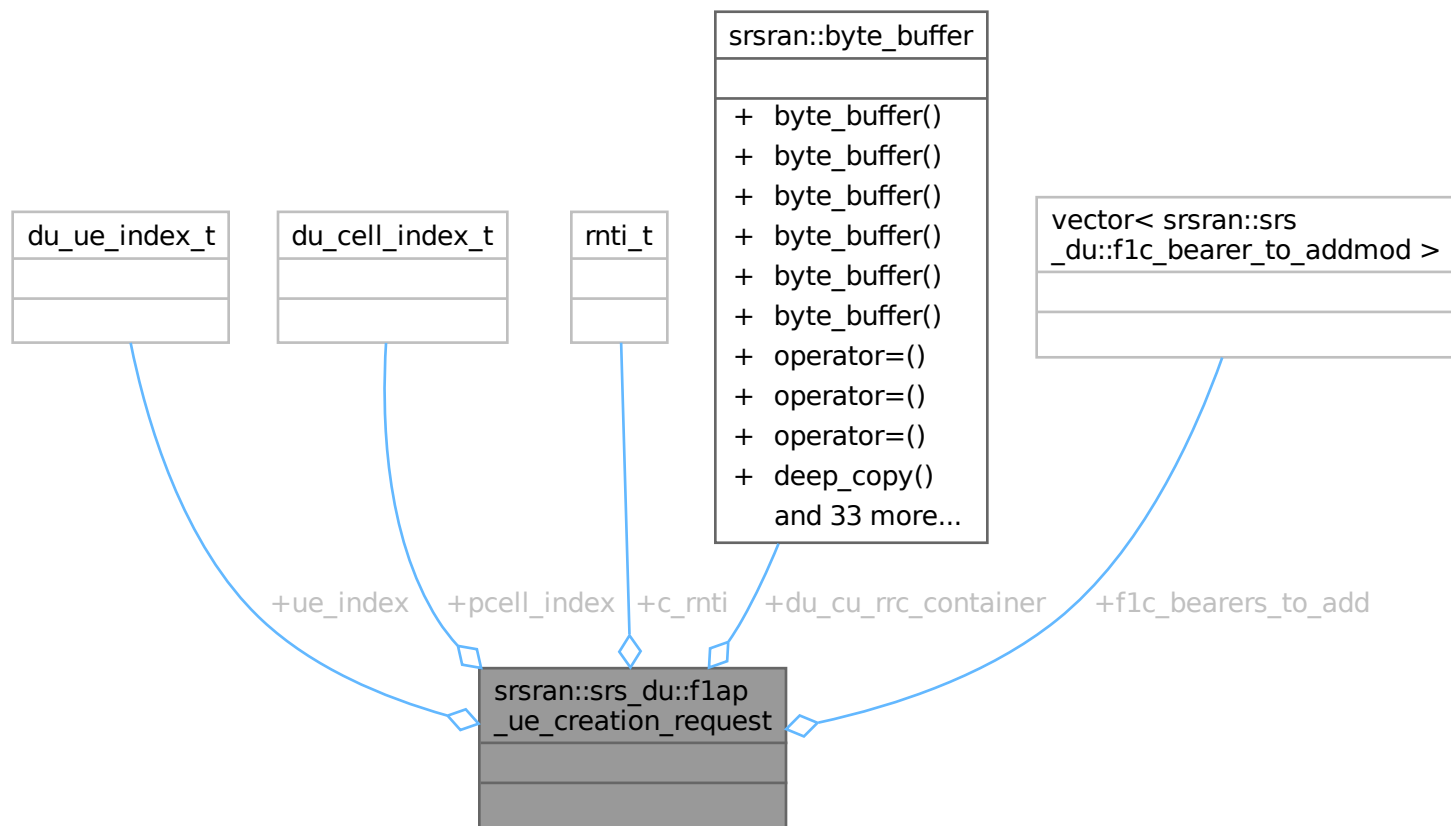 srsran::byte_buffer
+ byte_buffer()
+ byte_buffer()
+ byte_buffer()
+ byte_buffer()
+ byte_buffer()
+ byte_buffer()
+ operator=()
+ operator=()
+ operator=()
+ deep_copy()
and 33 more...
du_ue_index_t
du_cell_index_t
rnti_t
vector< srsran::srs
_du::f1c_bearer_to_addmod >
+ue_index
+pcell_index
+c_rnti
+du_cu_rrc_container
+f1c_bearers_to_add
srsran::srs_du::f1ap
_ue_creation_request